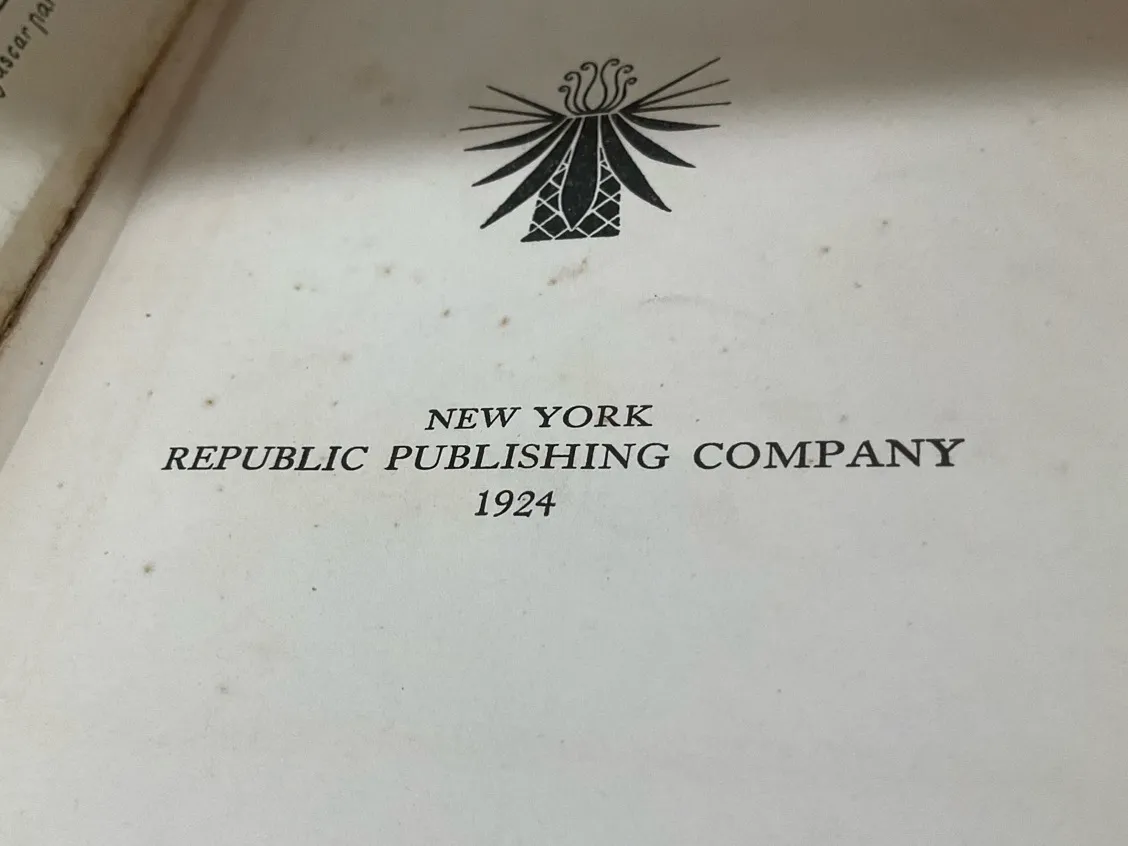 NEW YORK
REPUBLIC PUBLISHING COMPANY
1924